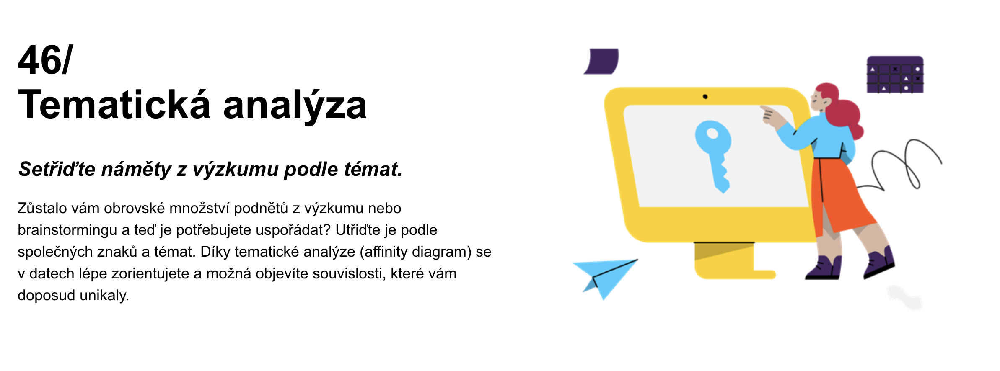 46/
Tematická analýza
Setřiďte náměty z výzkumu podle témat.
Zůstalo vám obrovské množství podnětů z výzkumu nebo
brainstormingu a teď je potřebujete uspořádat? Utřiďte je podle
společných znaků a témat. Díky tematické analýze (affinity diagram) se
v datech lépe zorientujete a možná objevíte souvislosti, které vám
doposud unikaly.